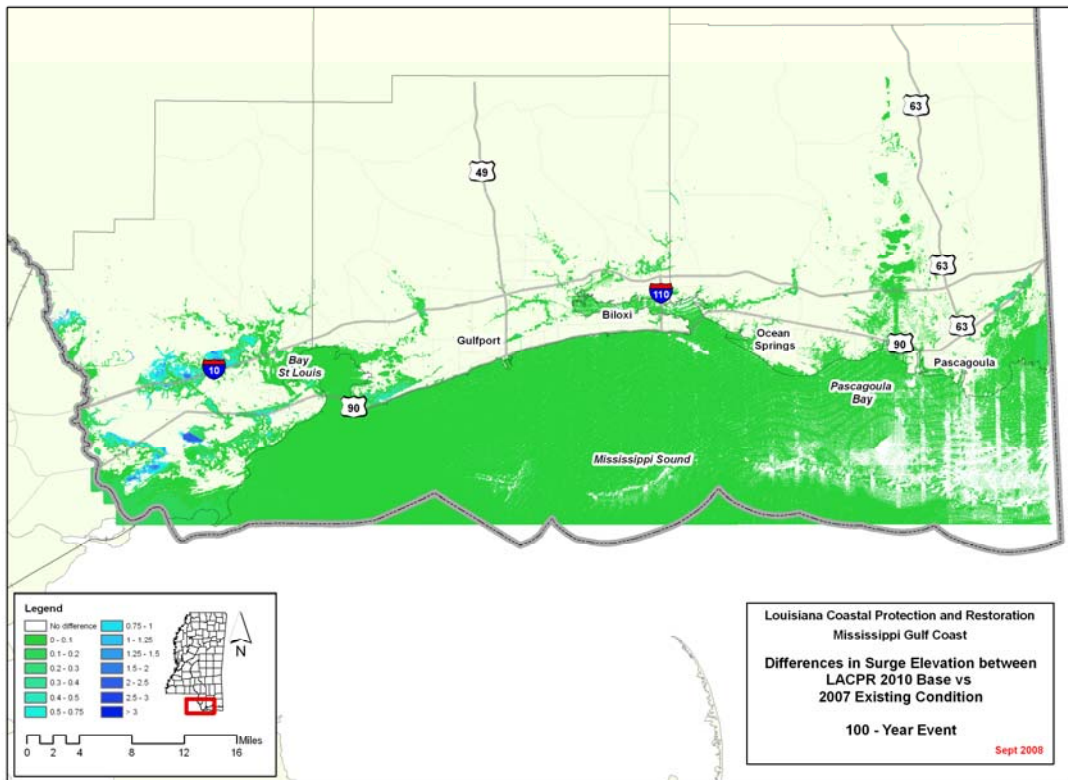 63
49
63
110
Biloxi
Gulfport
Ocean
Springs
63
90
Bay
St Louis
10
Pascagoula
90
Pascagoula
Bay
Mississippi Sound
Legend
No difference
0 - 0.1
0.1 - 0.2
0.2 - 0.3
0.3 - 0.4
0.4 - 0.5
0.5 - 0.75
0.75 - 1
1 - 1.25
1.25 - 1.5
1.5 - 2
2 - 2.5
2.5 - 3
> 3
N
Miles
0 2 4 8 12 16
Louisiana Coastal Protection and Restoration
Mississippi Gulf Coast
Differences in Surge Elevation between
LACPR 2010 Base vs
2007 Existing Condition
100 - Year Event
Sept 2008